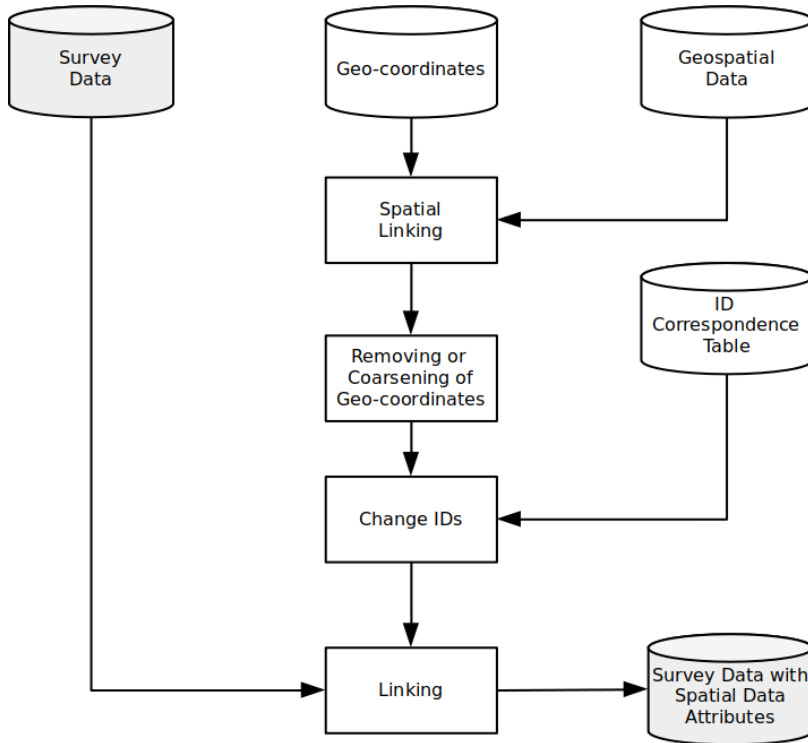 Survey
Data
Geo-coordinates
Geospatial
Data
Spatial
Linking
ID
Correspondence
Table
Removing or
Coarsening of
Geo-coordinates
Change IDs
Linking
Survey Data with
Spatial Data
Attributes